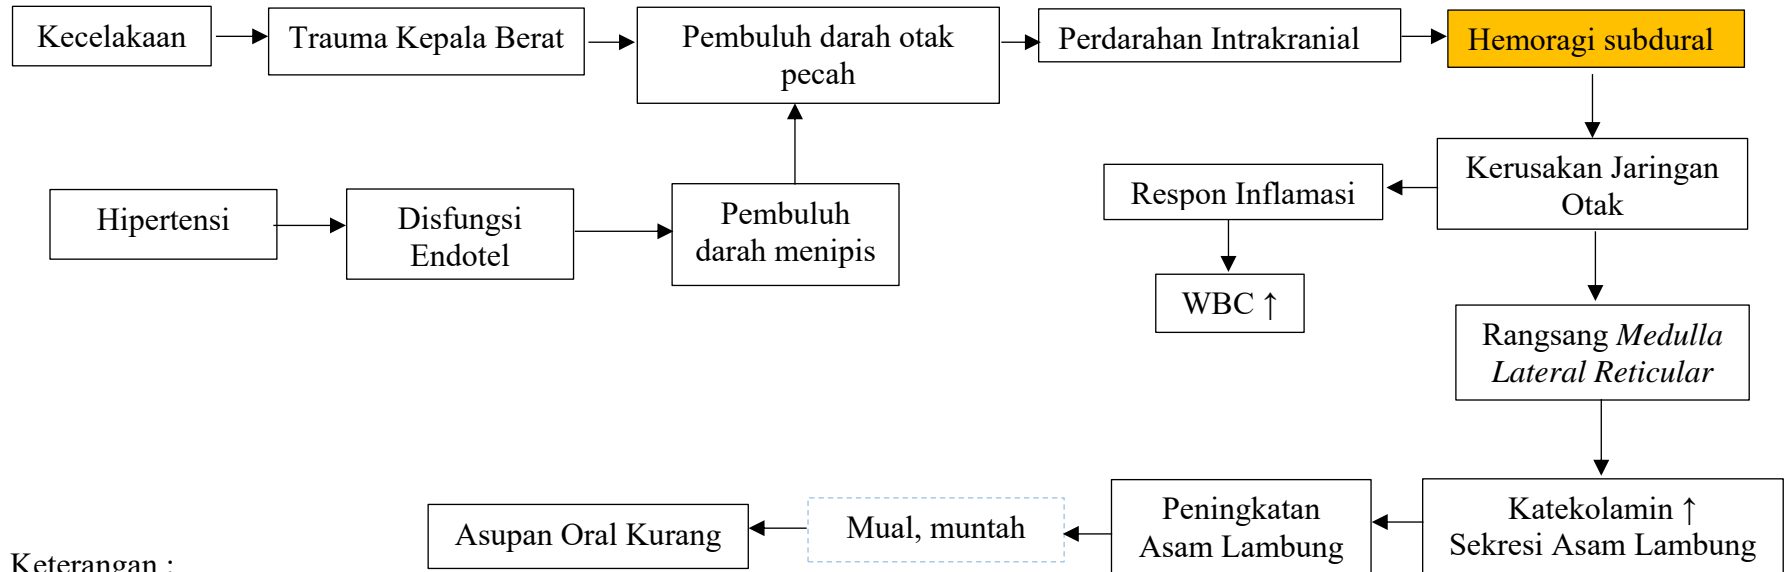 Kecelakaan
Trauma Kepala Berat
Pembuluh darah otak
pecah
Perdarahan Intrakranial
Hemoragi subdural
Hipertensi
Disfungsi
Endotel
Pembuluh
darah menipis
Respon Inflamasi
Kerusakan Jaringan
Otak
WBC ↑
Rangsang Medulla
Lateral Reticular
Asupan Oral Kurang
Mual, muntah
Peningkatan
Asam Lambung
Katekolamin ↑
Sekresi Asam Lambung
Keterangan :